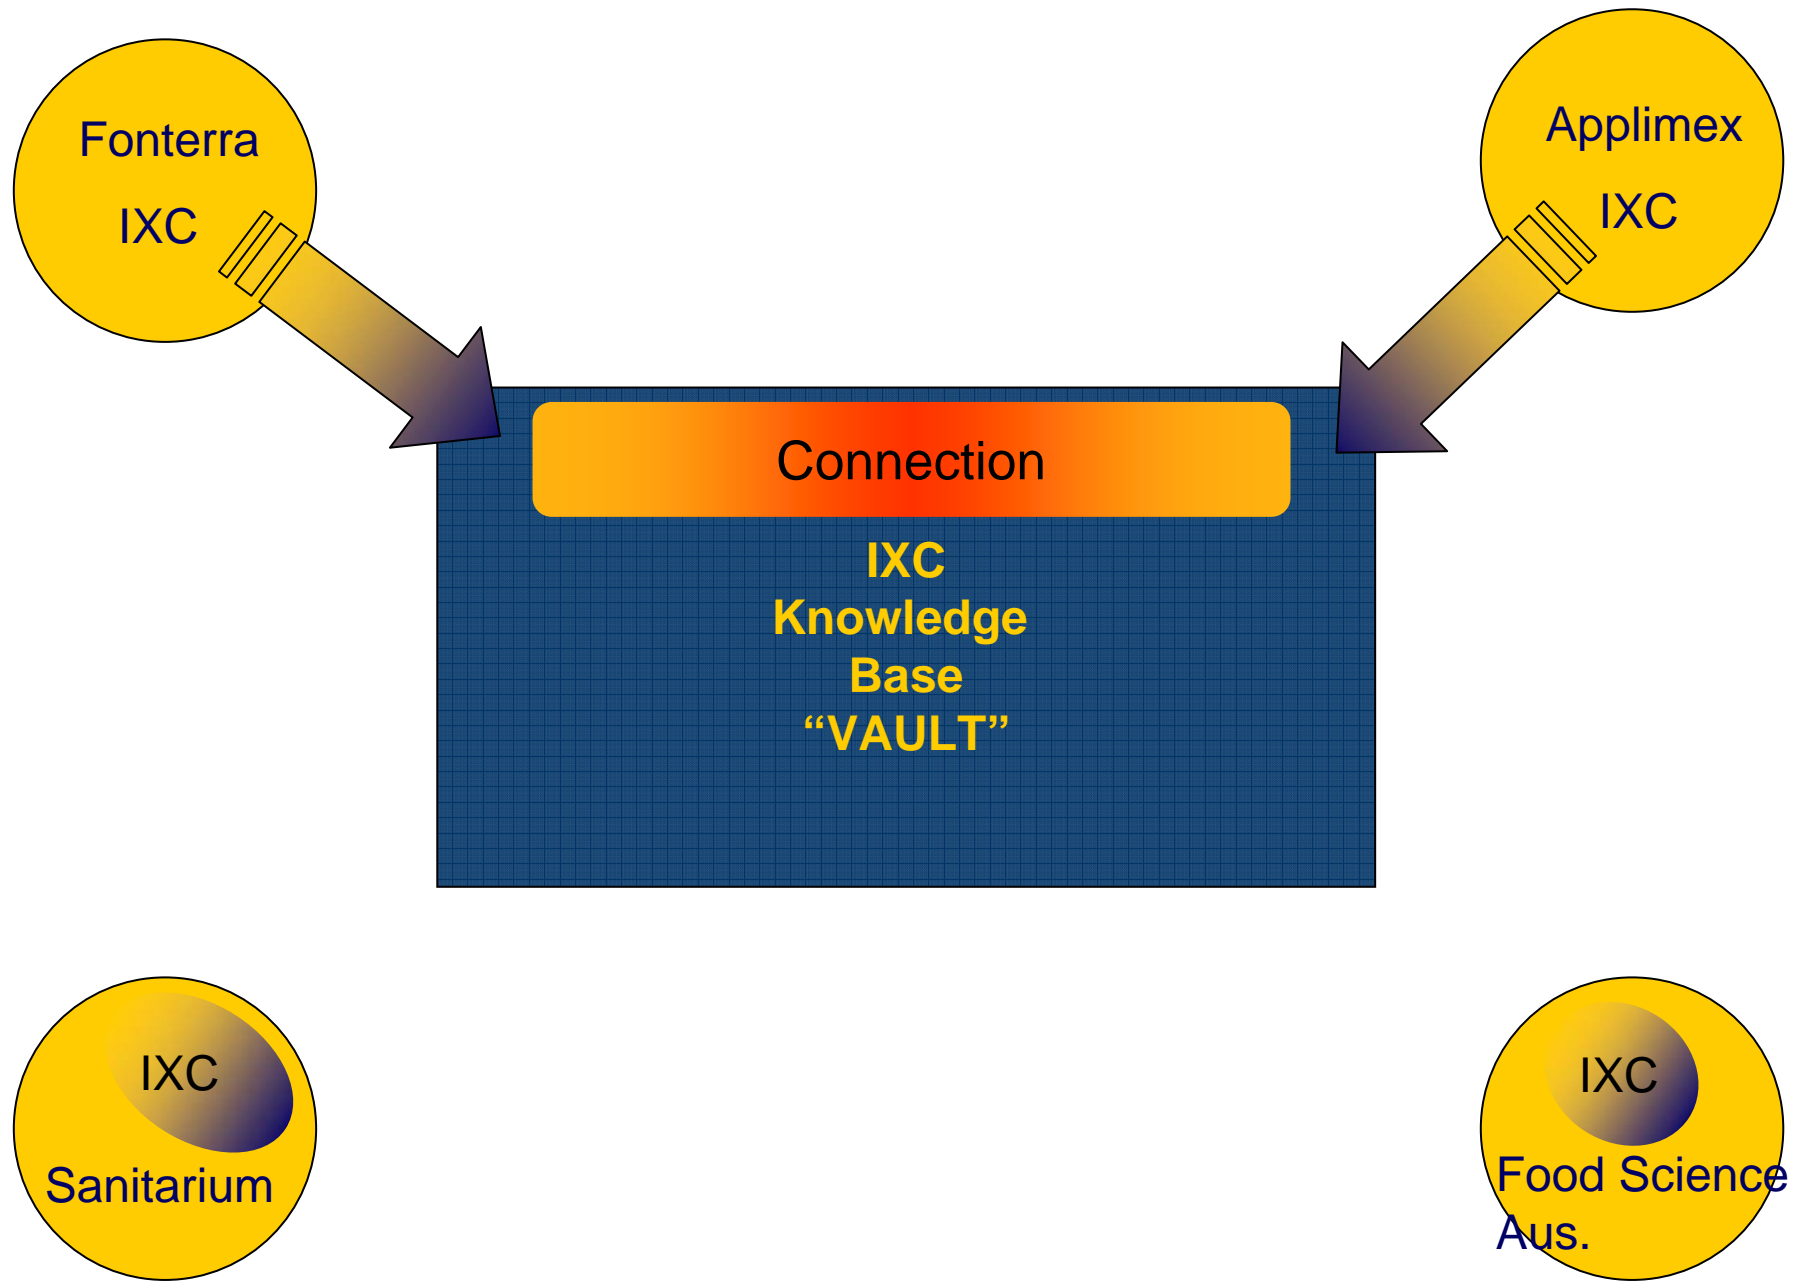 Fonterra
IXC
Applimex
IXC
Connection
IXC
Knowledge
Base
“VAULT”
IXC
Sanitarium
IXC
Food Science
Aus.